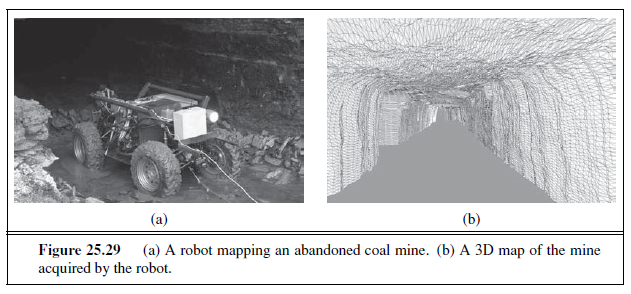 (a)
(b)
Figure 25.29 (a) A robot mapping an abandoned coal mine. (b) A 3D map of the mine
acquired by the robot.